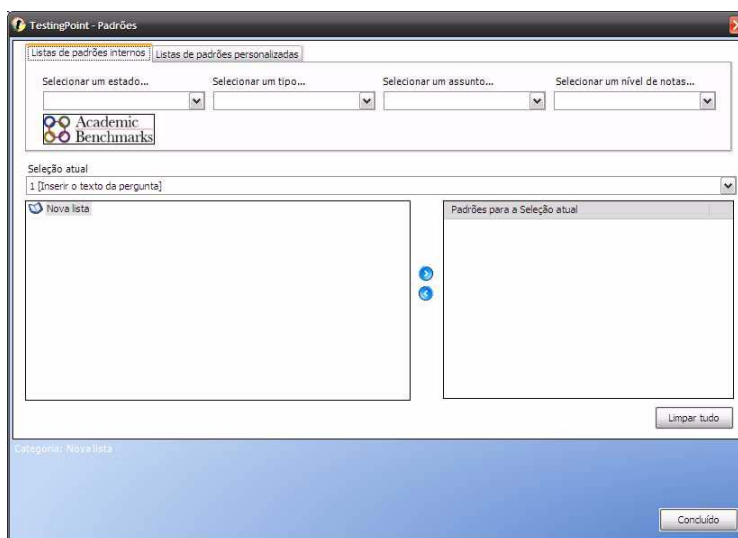 TestingPoint - Padrões
Listas de padrões internos Listas de padrões personalizadas
Selecionar um estado... Selecionar um tipo... Selecionar um assunto... Selecionar um nível de notas...
Academic
Benchmarks
Seleção atual
1 [Inserir o texto da pergunta]
Nova lista Padrões para a Seleção atual
Limpar tudo
Categoria: Nova lista
Concluído